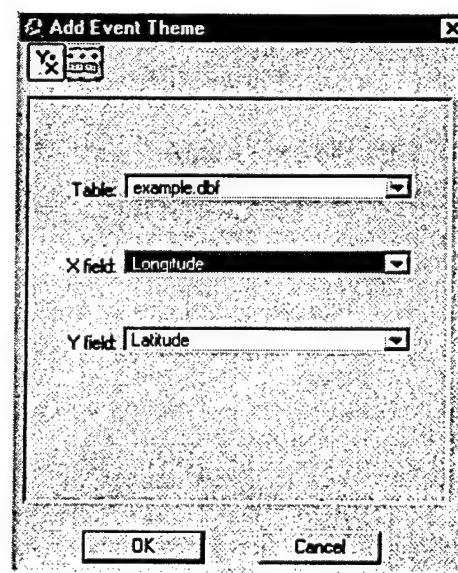 Add Event Theme
Table: example.dbf
X field: Longitude
Y field: Latitude
OK Cancel